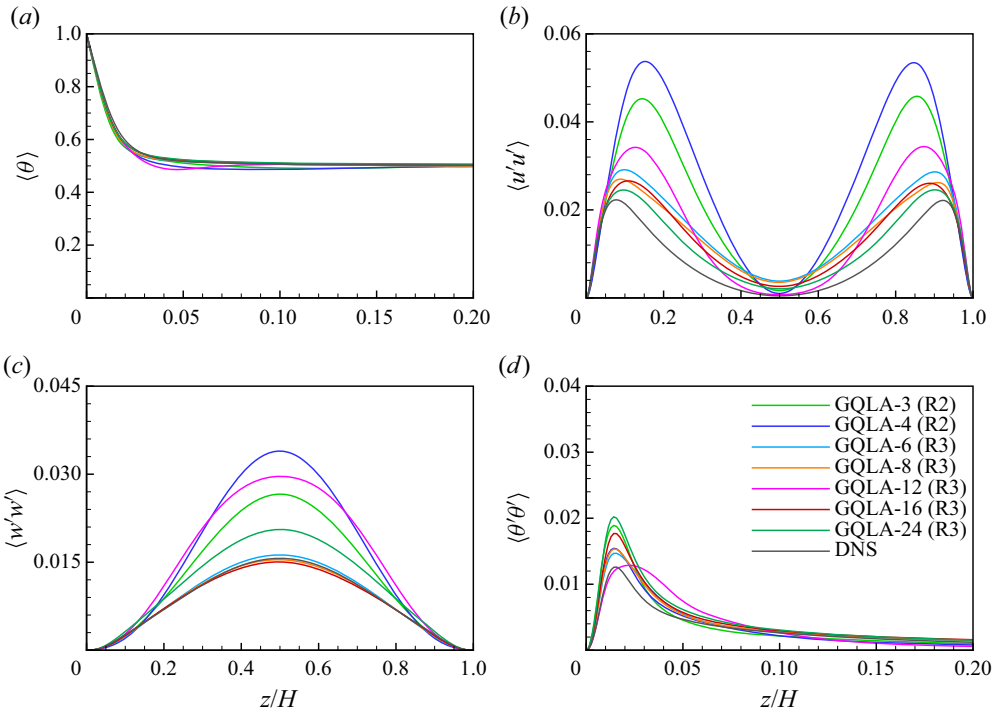 (a)
1.0
0.8
0.6
0.4
0.2
0
0.05
0.10
0.15
0.20
⟨θ⟩
(b)
0.06
0.04
0.02
0
0.2
0.4
0.6
0.8
1.0
⟨u′u′⟩
(c)
0.045
0.030
0.015
0
0.2
0.4
0.6
0.8
1.0
⟨w′w′⟩
z/H
(d)
0.04
0.03
0.02
0.01
0
0.05
0.10
0.15
0.20
⟨θ′θ′⟩
z/H
GQLA-3 (R2)
GQLA-4 (R2)
GQLA-6 (R3)
GQLA-8 (R3)
GQLA-12 (R3)
GQLA-16 (R3)
GQLA-24 (R3)
DNS